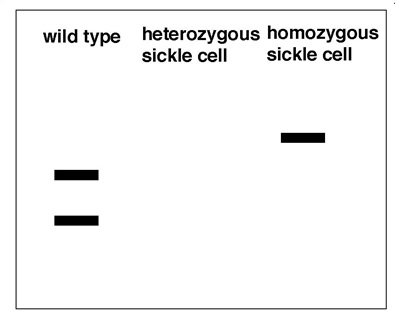 wild type
heterozygous
sickle cell
homozygous
sickle cell